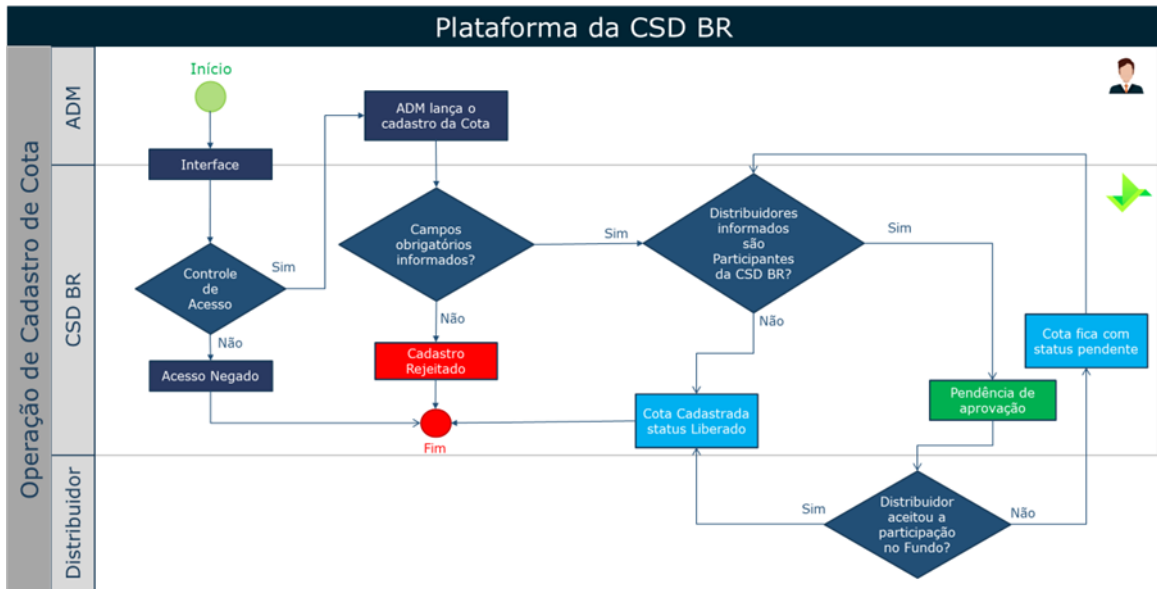 Plataforma da CSD BR
Operação de Cadastro de Cota
ADM
Início
Interface
ADM lança o
cadastro da Cota
CSD BR
Controle
de
Acesso
Sim
Não
Acesso Negado
Campos
obrigatórios
informados?
Sim
Não
Cadastro
Rejeitado
Fim
Distribuidores
informados
são
Participantes
da CSD BR?
Sim
Não
Cota Cadastrada
status Liberado
Pendência de
aprovação
Cota fica com
status pendente
Distribuidor
Distribuidor
aceitou a
participação
no Fundo?
Sim
Não